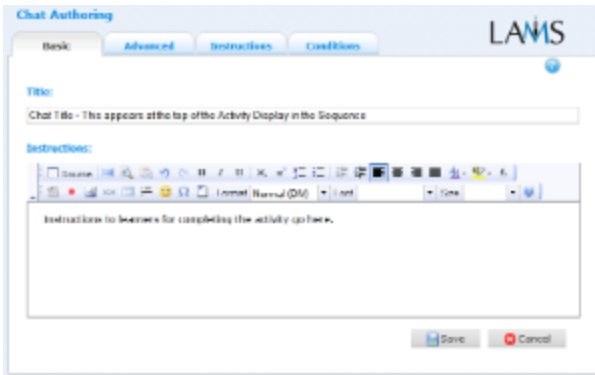 Chat Authoring
LAMS
Basic Advanced Instructions Conditions
Title:
Chat Title - This appears at the top of the Activity Display in the Sequence
Instructions:
Source B I U
Format Normal (DIV) Font Size
Instructions to learners for completing the activity go here.
Save Cancel